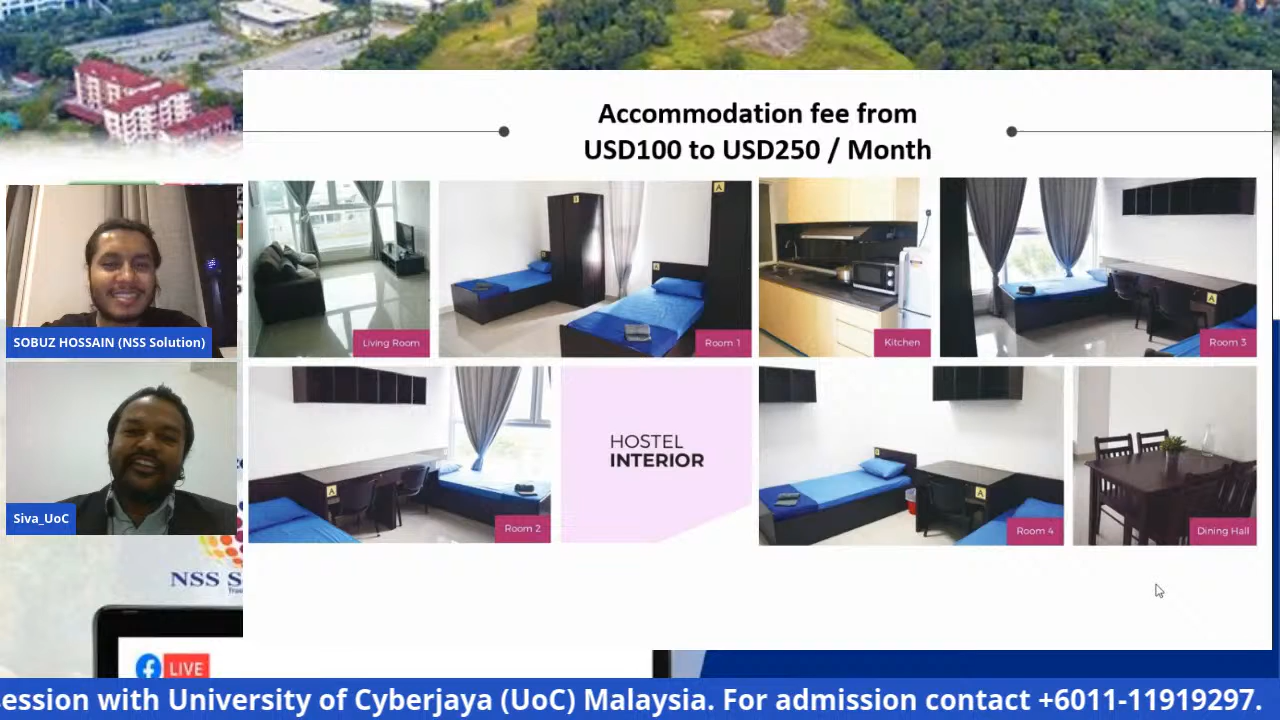 Accommodation fee from
USD100 to USD250 / Month
SOBUZ HOSSAIN (NSS Solution)
Siva_UoC
Living Room
Room 1
Kitchen
Room 3
Room 2
HOSTEL
INTERIOR
Room 4
Dining Hall
NSS S
LIVE
ession with University of Cyberjaya (UoC) Malaysia. For admission contact +6011-11919297.